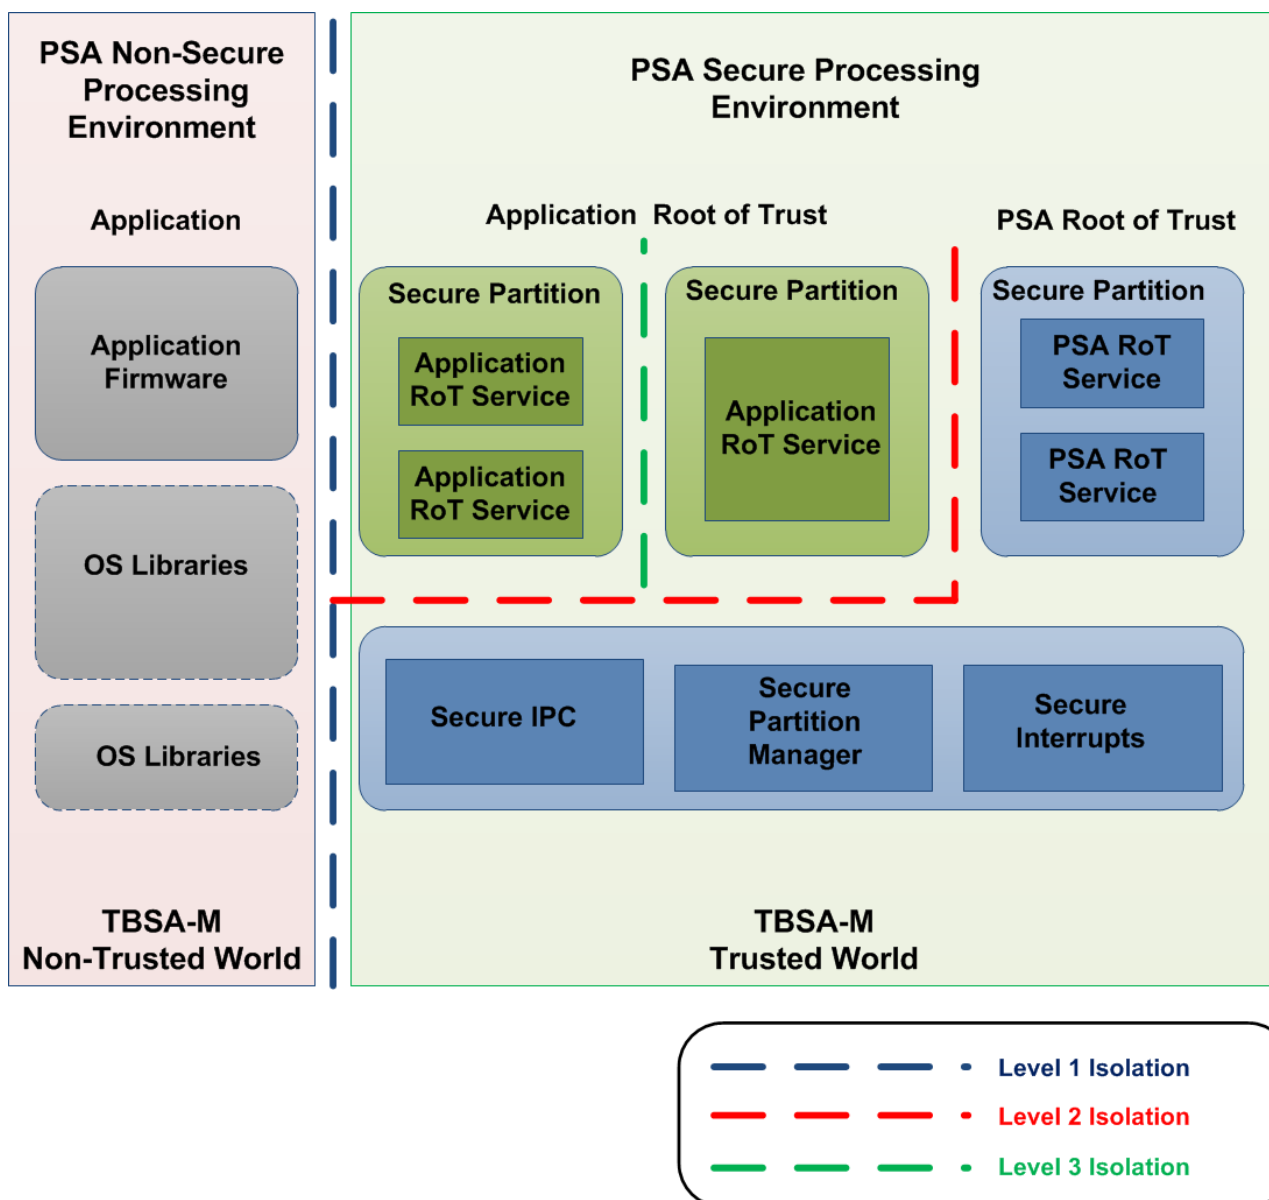 PSA Non-Secure
Processing
Environment
Application
Application
Firmware
OS Libraries
OS Libraries
TBSA-M
Non-Trusted World
PSA Secure Processing
Environment
Application Root of Trust
PSA Root of Trust
Secure Partition
Application
RoT Service
Application
RoT Service
Secure Partition
Application
RoT Service
Secure Partition
PSA RoT
Service
PSA RoT
Service
Secure IPC
Secure
Partition
Manager
Secure
Interrupts
TBSA-M
Trusted World
Level 1 Isolation
Level 2 Isolation
Level 3 Isolation